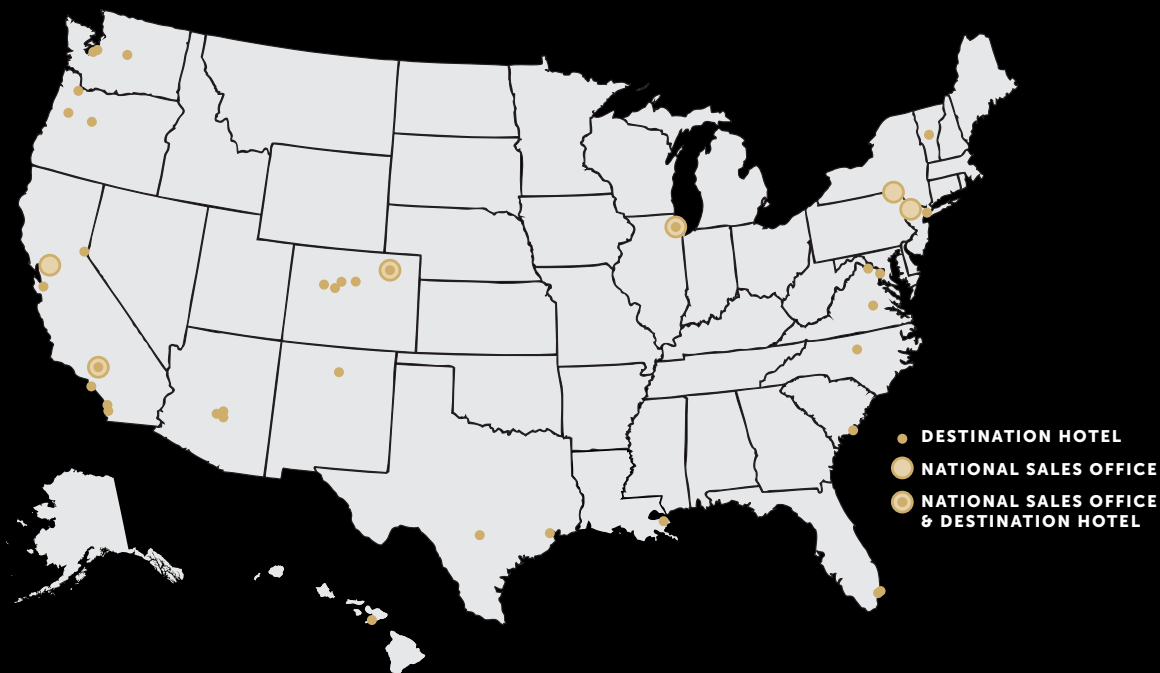 DESTINATION HOTEL
NATIONAL SALES OFFICE
NATIONAL SALES OFFICE
& DESTINATION HOTEL